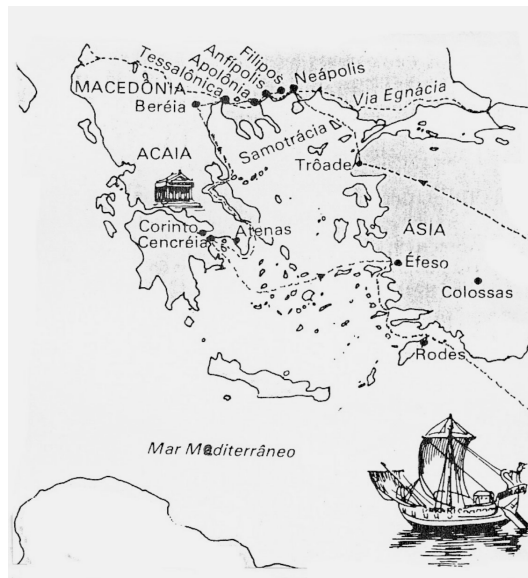 Filipos
Anfípolis
Neápolis
Apolônia
Tessalônica
MACEDÔNIA
Via Egnácia
Beréia
Samotrácia
ACAIA
Trôade
Corinto
Atenas
ÁSIA
Cencréia
Éfeso
Colossas
Rodes
Mar Mediterrâneo